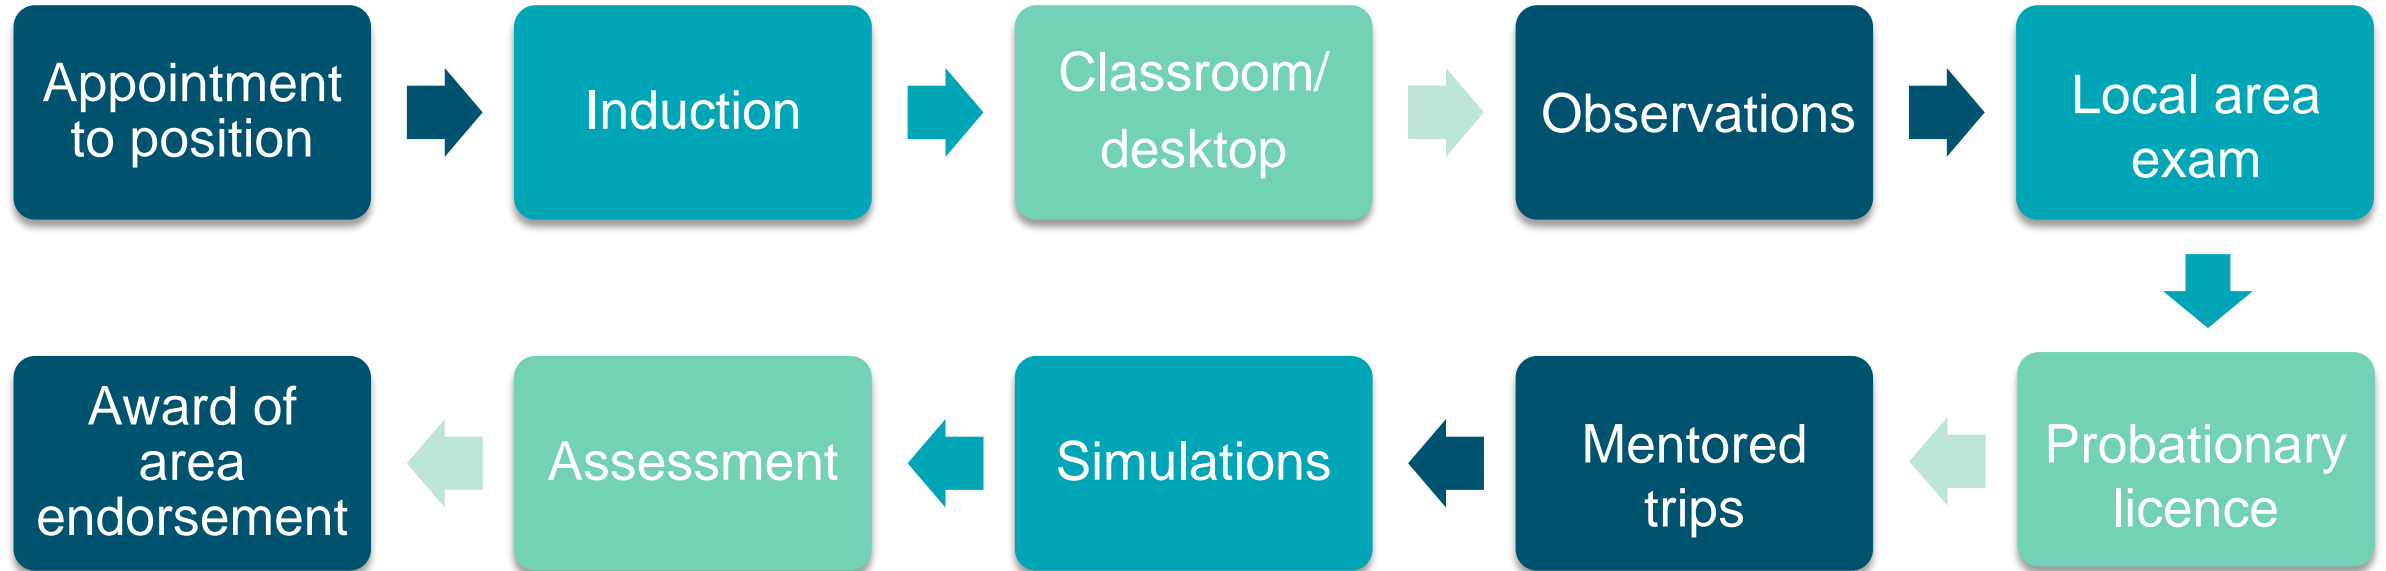 Appointment
to position
Induction
Classroom/
desktop
Observations
Local area
exam
Probationary
licence
Mentored
trips
Simulations
Assessment
Award of
area
endorsement